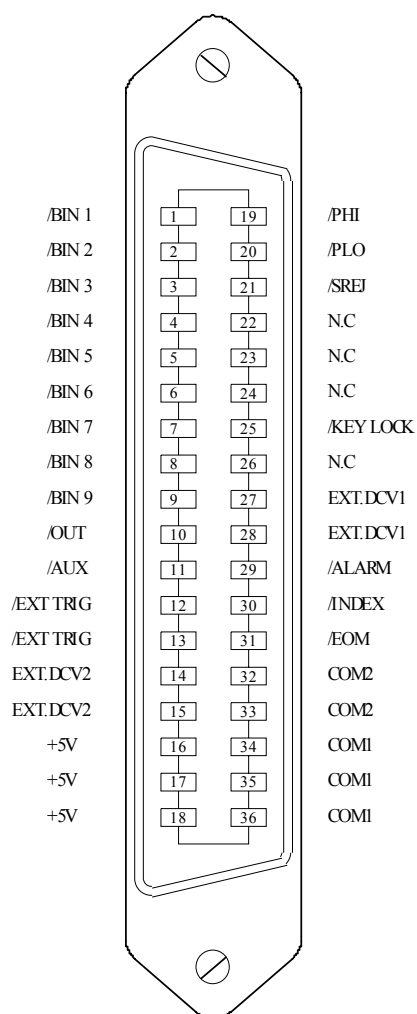 /BIN 1 1 19 /PHI
/BIN 2 2 20 /PLO
/BIN 3 3 21 /SREJ
/BIN 4 4 22 N.C
/BIN 5 5 23 N.C
/BIN 6 6 24 N.C
/BIN 7 7 25 /KEY LOCK
/BIN 8 8 26 N.C
/BIN 9 9 27 EXT.DCV1
/OUT 10 28 EXT.DCV1
/AUX 11 29 /ALARM
/EXT TRIG 12 30 /INDEX
/EXT TRIG 13 31 /EOM
EXT.DCV2 14 32 COM2
EXT.DCV2 15 33 COM2
+5V 16 34 COM1
+5V 17 35 COM1
+5V 18 36 COM1